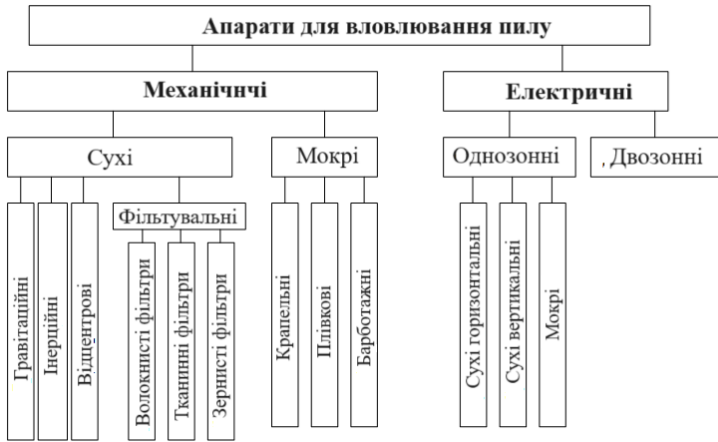 Апарати для вловлювання пилу
Механічнчі
Електричні
Сухі
Мокрі
Однозонні
, Двозонні
Фільтувальні
Гравітаційні
Інерційні
Відцентрові
Волокнисті фільтри
Тканинні фільтри
Зернисті фільтри
Крапельні
Плівкові
Барботажні
Сухі горизонтальні
Сухі вертикальні
Мокрі